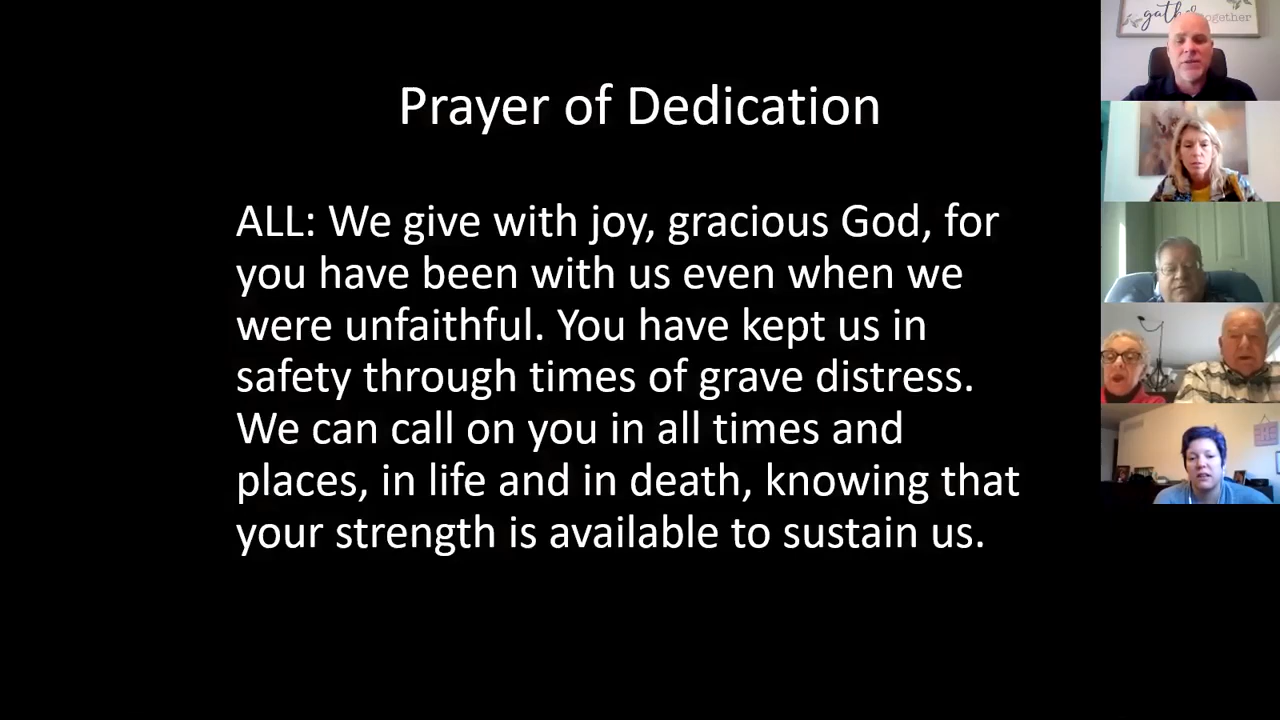 gather together
Prayer of Dedication
ALL: We give with joy, gracious God, for
you have been with us even when we
were unfaithful. You have kept us in
safety through times of grave distress.
We can call on you in all times and
places, in life and in death, knowing that
your strength is available to sustain us.